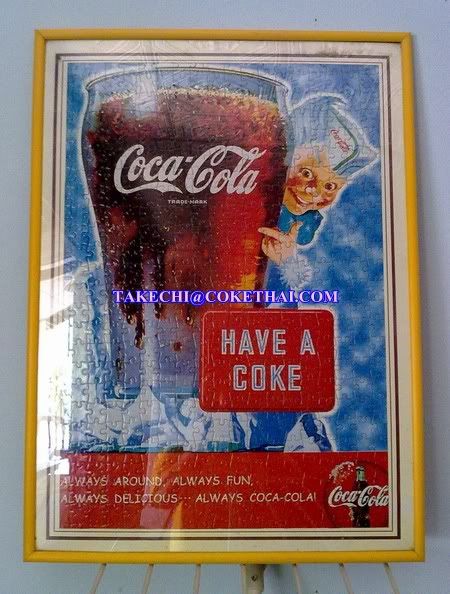 Coca-Cola
TRADE-MARK
TAKECHI@COKETHAI.COM
HAVE A
COKE
ALWAYS AROUND, ALWAYS FUN,
ALWAYS DELICIOUS··· ALWAYS COCA-COLA!
Coca-Cola